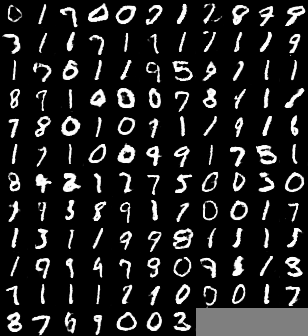 0 1 7 0 0 7 1 2 8 7 9
3 1 1 7 1 1 1 1 1 9
1 7 6 1 1 9 5 9 1 1 1
8 7 1 0 0 0 7 8 1 1 1
7 8 0 1 0 9 1 1 9 1 6
1 7 1 0 0 4 9 1 7 5 1
8 4 2 1 2 7 5 0 0 3 0
9 3 8 9 1 7 0 0 1 7
1 3 1 1 9 9 8 1 1 5
1 9 9 4 7 8 0 7 8 1 3
7 1 1 1 7 1 0 0 0 1 7
8 7 6 9 0 0 3